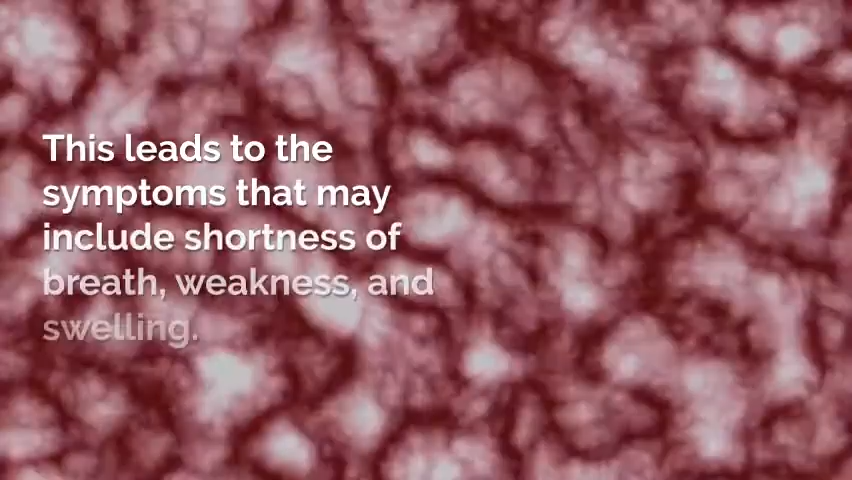 This leads to the
symptoms that may
include shortness of
breath, weakness, and
swelling.